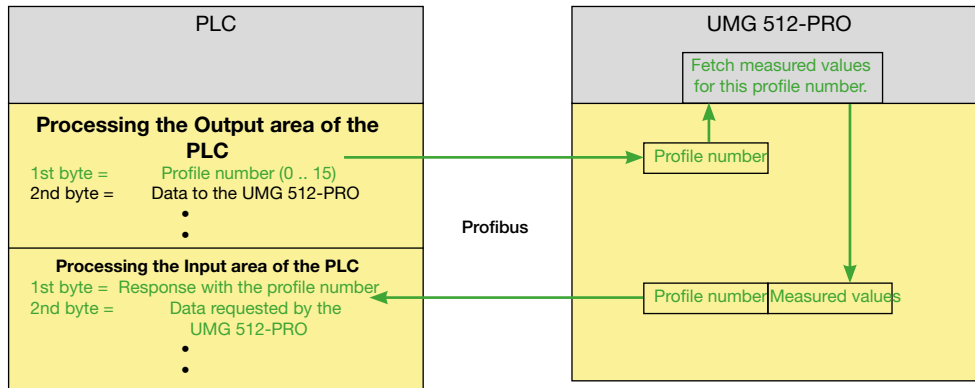 PLC
Processing the Output area of the
PLC
1st byte = Profile number (0 .. 15)
2nd byte = Data to the UMG 512-PRO
•
•
Processing the Input area of the PLC
1st byte = Response with the profile number
2nd byte = Data requested by the
UMG 512-PRO
•
•
Profibus
UMG 512-PRO
Fetch measured values
for this profile number.
Profile number
Profile number Measured values